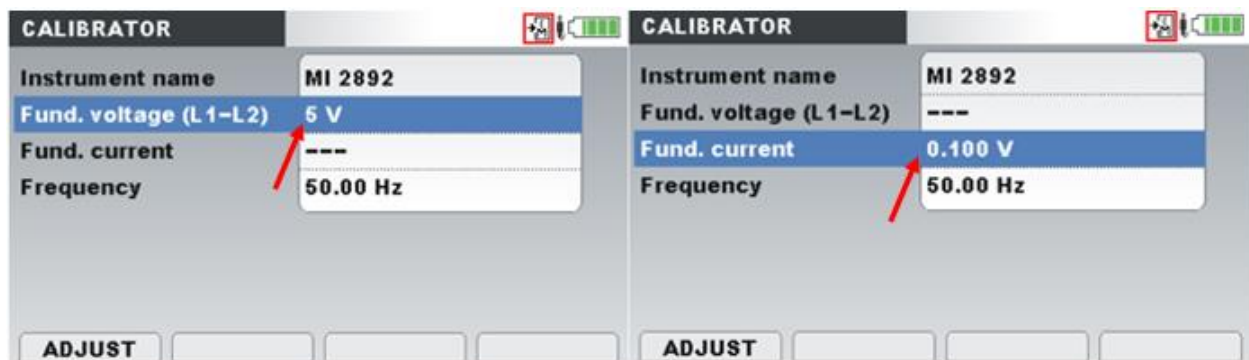 CALIBRATOR
Instrument name MI 2892
Fund. voltage (L1-L2) 5 V
Fund. current ---
Frequency 50.00 Hz
ADJUST
CALIBRATOR
Instrument name MI 2892
Fund. voltage (L1-L2) ---
Fund. current 0.100 V
Frequency 50.00 Hz
ADJUST